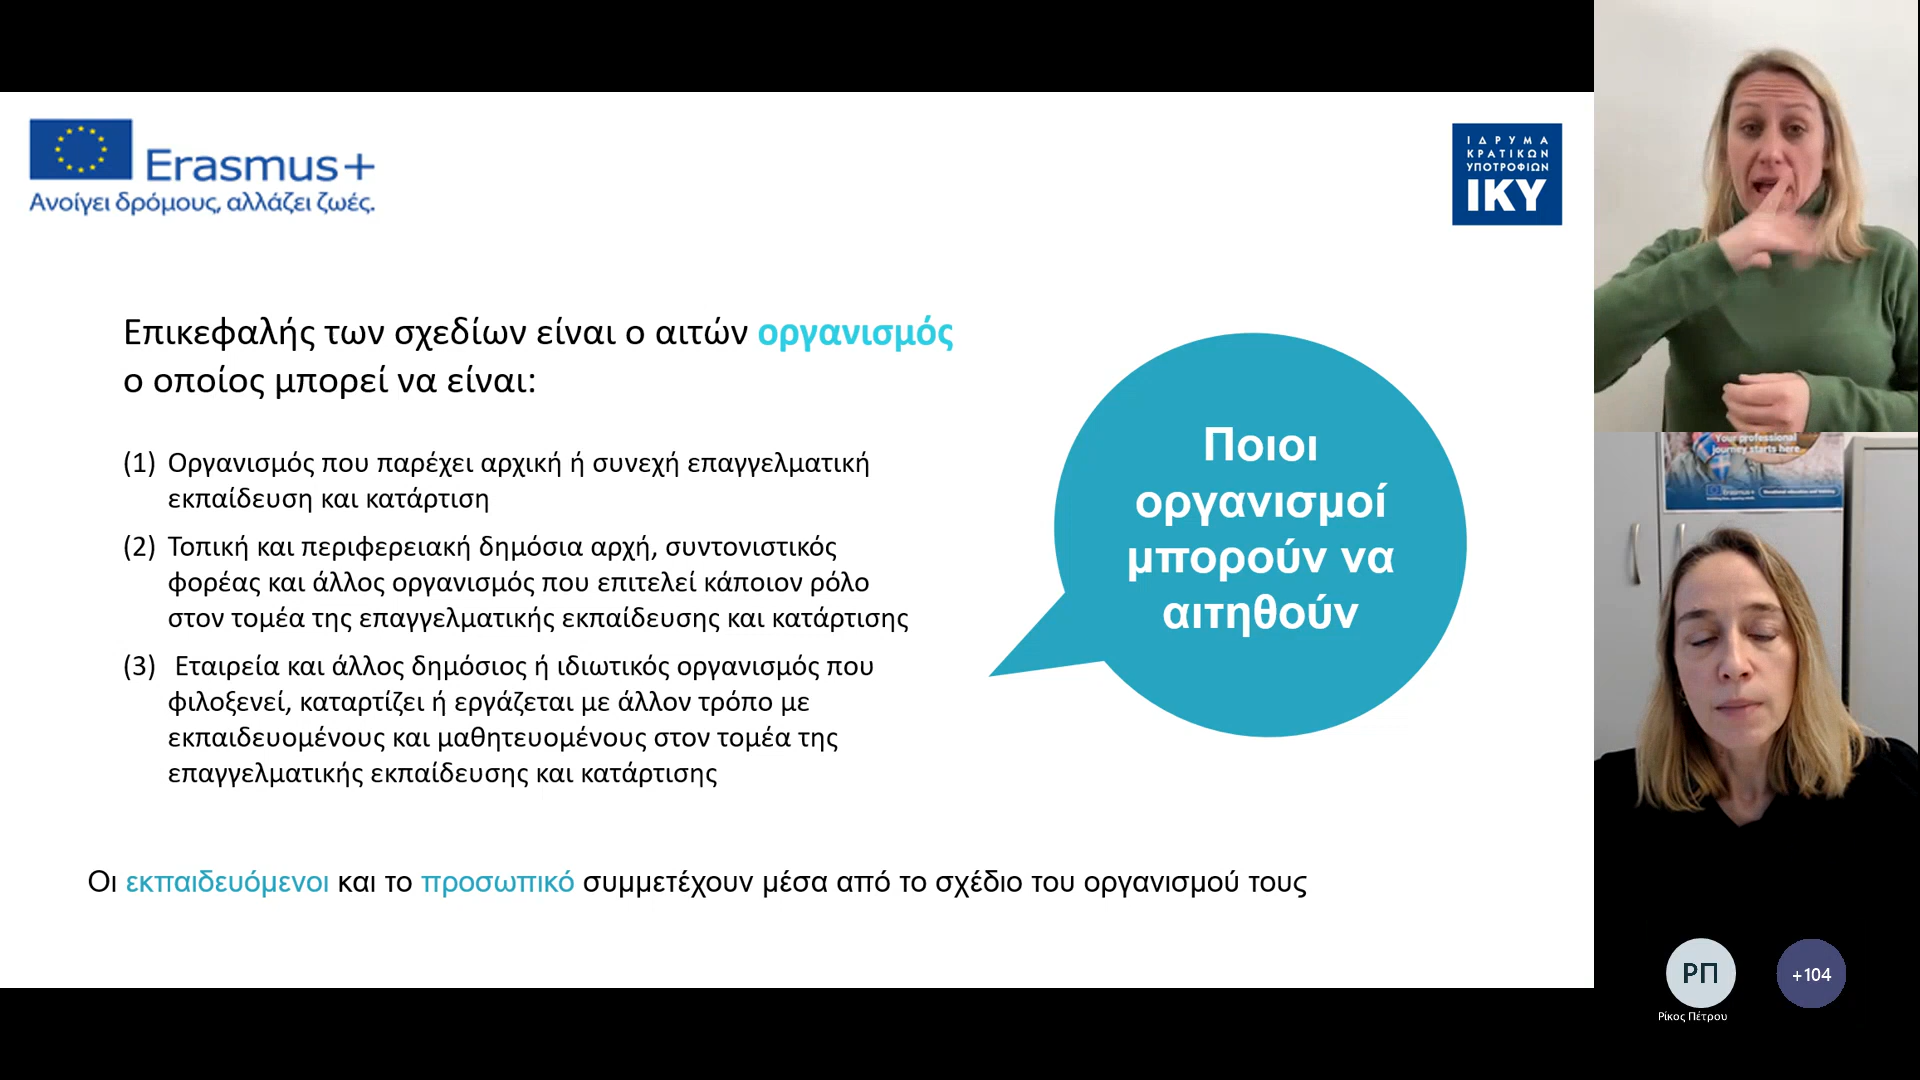 Erasmus+
Ανοίγει δρόμους, αλλάζει ζωές.
ΙΔΡΥΜΑ
ΚΡΑΤΙΚΩΝ
ΥΠΟΤΡΟΦΙΩΝ
ΙΚΥ
Επικεφαλής των σχεδίων είναι ο αιτών οργανισμός
ο οποίος μπορεί να είναι:
(1) Οργανισμός που παρέχει αρχική ή συνεχή επαγγελματική
εκπαίδευση και κατάρτιση
(2) Τοπική και περιφερειακή δημόσια αρχή, συντονιστικός
φορέας και άλλος οργανισμός που επιτελεί κάποιον ρόλο
στον τομέα της επαγγελματικής εκπαίδευσης και κατάρτισης
(3) Εταιρεία και άλλος δημόσιος ή ιδιωτικός οργανισμός που
φιλοξενεί, καταρτίζει ή εργάζεται με άλλον τρόπο με
εκπαιδευομένους και μαθητευομένους στον τομέα της
επαγγελματικής εκπαίδευσης και κατάρτισης
Ποιοι
οργανισμοί
μπορούν να
αιτηθούν
Οι εκπαιδευόμενοι και το προσωπικό συμμετέχουν μέσα από το σχέδιο του οργανισμού τους
Your professional
journey starts here
Erasmus+
ΡΠ
+104
Ρίκος Πέτρου